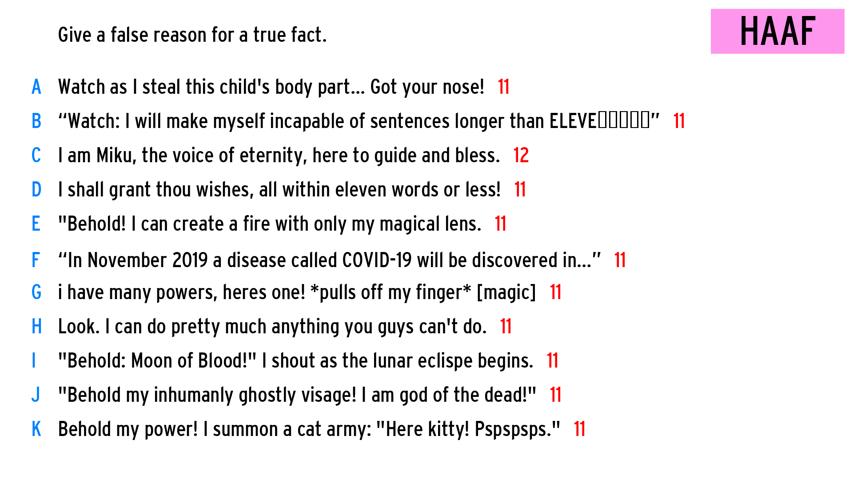 Give a false reason for a true fact.
HAAF
A Watch as I steal this child's body part... Got your nose! 11
B “Watch: I will make myself incapable of sentences longer than ELEVE▯▯▯▯▯” 11
C I am Miku, the voice of eternity, here to guide and bless. 12
D I shall grant thou wishes, all within eleven words or less! 11
E "Behold! I can create a fire with only my magical lens. 11
F “In November 2019 a disease called COVID-19 will be discovered in...” 11
G i have many powers, heres one! *pulls off my finger* [magic] 11
H Look. I can do pretty much anything you guys can't do. 11
I "Behold: Moon of Blood!" I shout as the lunar eclispe begins. 11
J "Behold my inhumanly ghostly visage! I am god of the dead!" 11
K Behold my power! I summon a cat army: "Here kitty! Pspspsps." 11